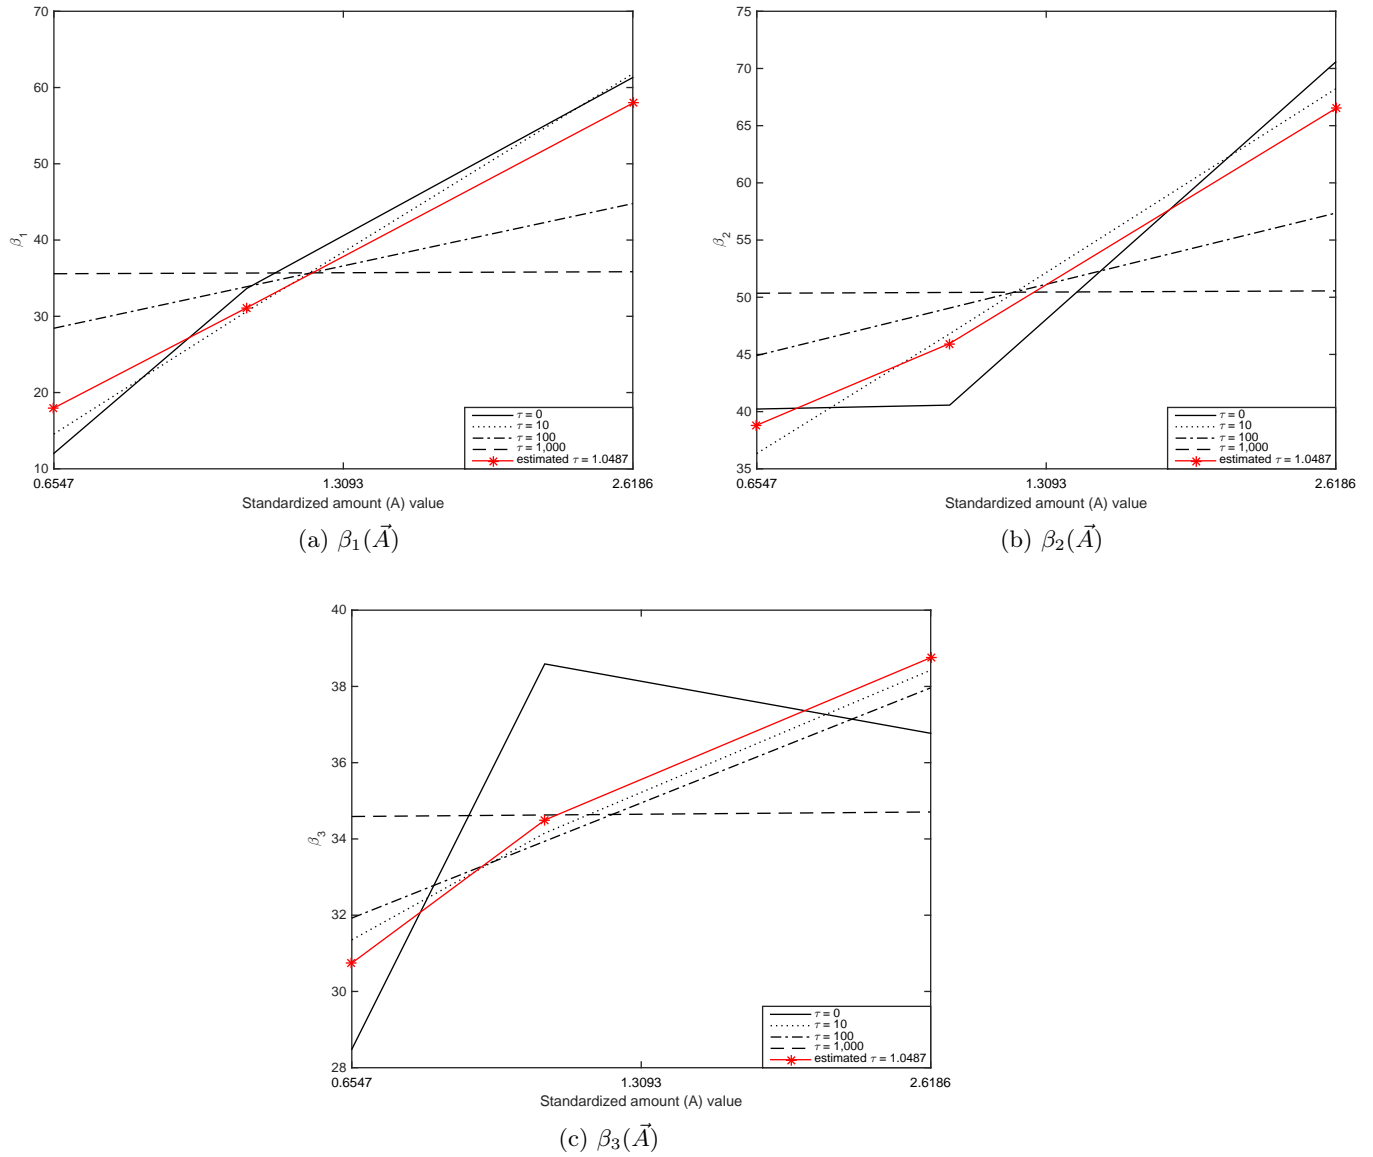 70
60
50
40
30
20
10
β1
0.6547
1.3093
2.6186
Standardized amount (A) value
τ = 0
τ = 10
τ = 100
τ = 1,000
estimated τ = 1.0487
(a) β₁(A⃗)
75
70
65
60
55
50
45
40
35
β2
0.6547
1.3093
2.6186
Standardized amount (A) value
τ = 0
τ = 10
τ = 100
τ = 1,000
estimated τ = 1.0487
(b) β₂(A⃗)
40
38
36
34
32
30
28
β3
0.6547
1.3093
2.6186
Standardized amount (A) value
τ = 0
τ = 10
τ = 100
τ = 1,000
estimated τ = 1.0487
(c) β₃(A⃗)